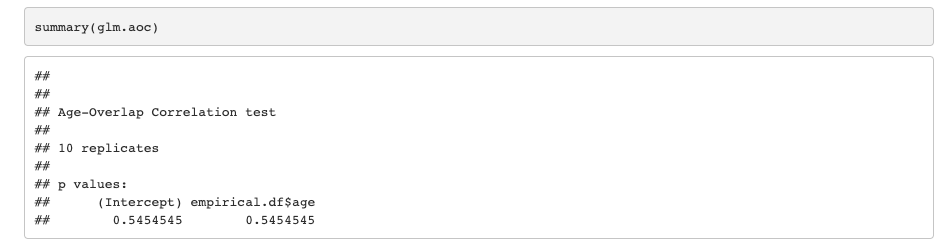 summary(glm.aoc)
##
##
## Age-Overlap Correlation test
##
## 10 replicates
##
## p values:
##      (Intercept) empirical.df$age
##        0.5454545        0.5454545